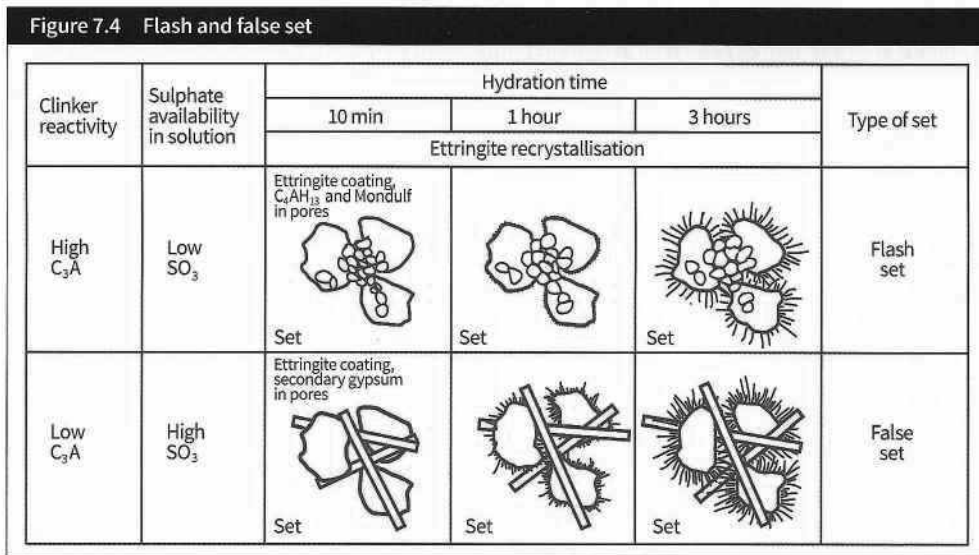 Figure 7.4 Flash and false set
Clinker
reactivity
Sulphate
availability
in solution
Hydration time
10 min
1 hour
3 hours
Ettringite recrystallisation
Type of set
High
C₃A
Low
SO₃
Ettringite coating,
C₄AH₁₃ and Mondulf
in pores
Set
Set
Set
Flash
set
Low
C₃A
High
SO₃
Ettringite coating,
secondary gypsum
in pores
Set
Set
Set
False
set